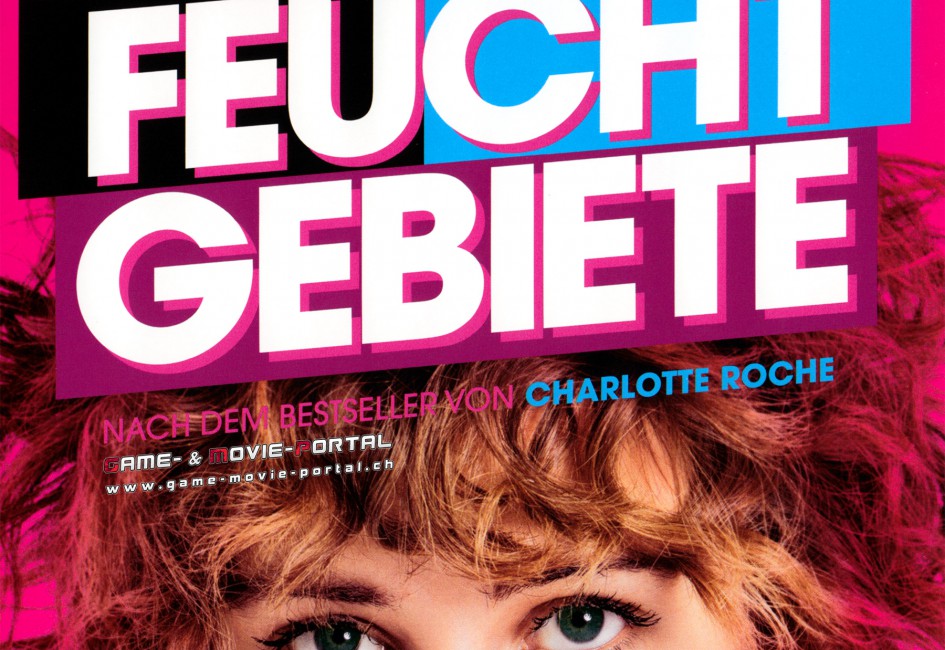 FEUCHT
GEBIETE
NACH DEM BESTSELLER VON CHARLOTTE ROCHE
GAME- & MOVIE-PORTAL
www.game-movie-portal.ch